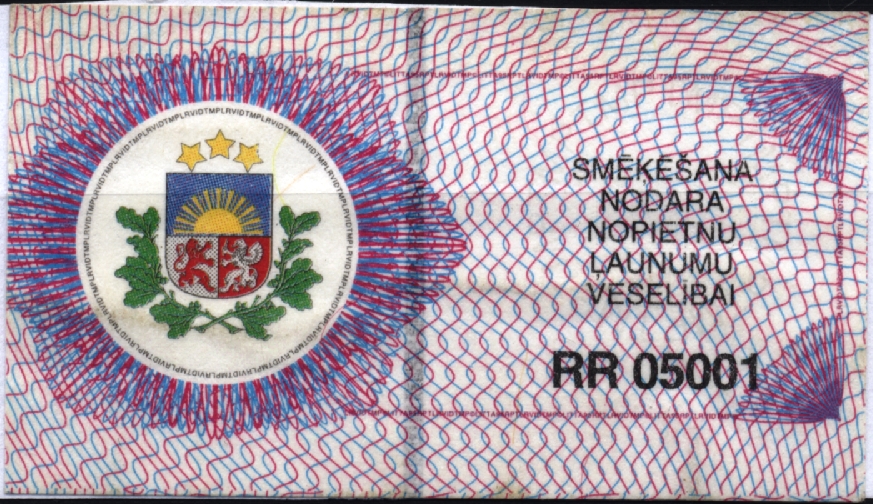 SMĒĶĒŠANA
NODARA
NOPIETNU
ĻAUNUMU
VESELĪBAI
RR 05001